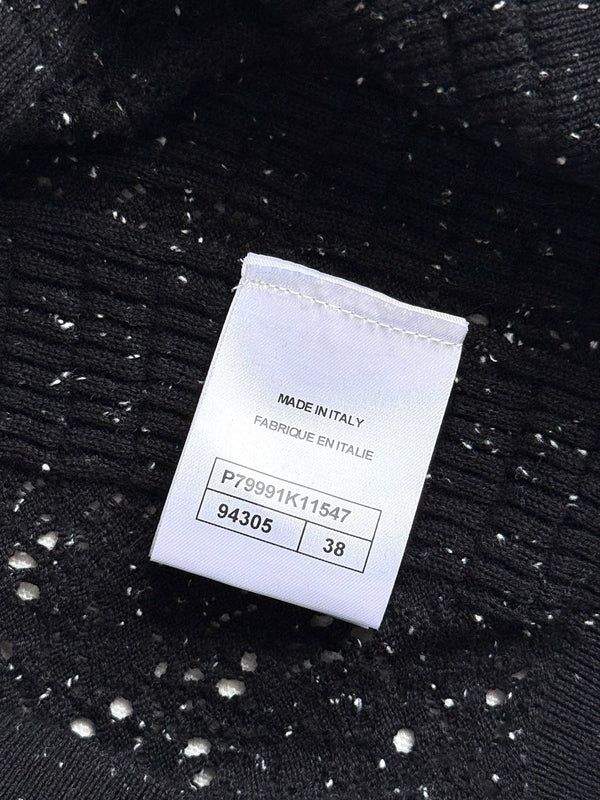 MADE IN ITALY
FABRIQUE EN ITALIE
P79991K11547
94305
38